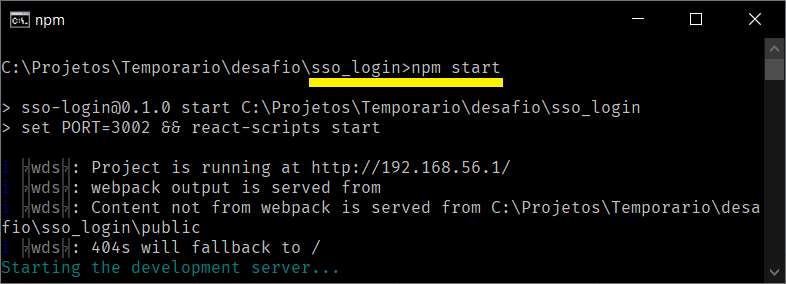 npm
C:\Projetos\Temporario\desafio\sso_login>npm start
> sso-login@0.1.0 start C:\Projetos\Temporario\desafio\sso_login
> set PORT=3002 && react-scripts start
i ｢wds｣: Project is running at http://192.168.56.1/
i ｢wds｣: webpack output is served from
i ｢wds｣: Content not from webpack is served from C:\Projetos\Temporario\desa
fio\sso_login\public
i ｢wds｣: 404s will fallback to /
Starting the development server...